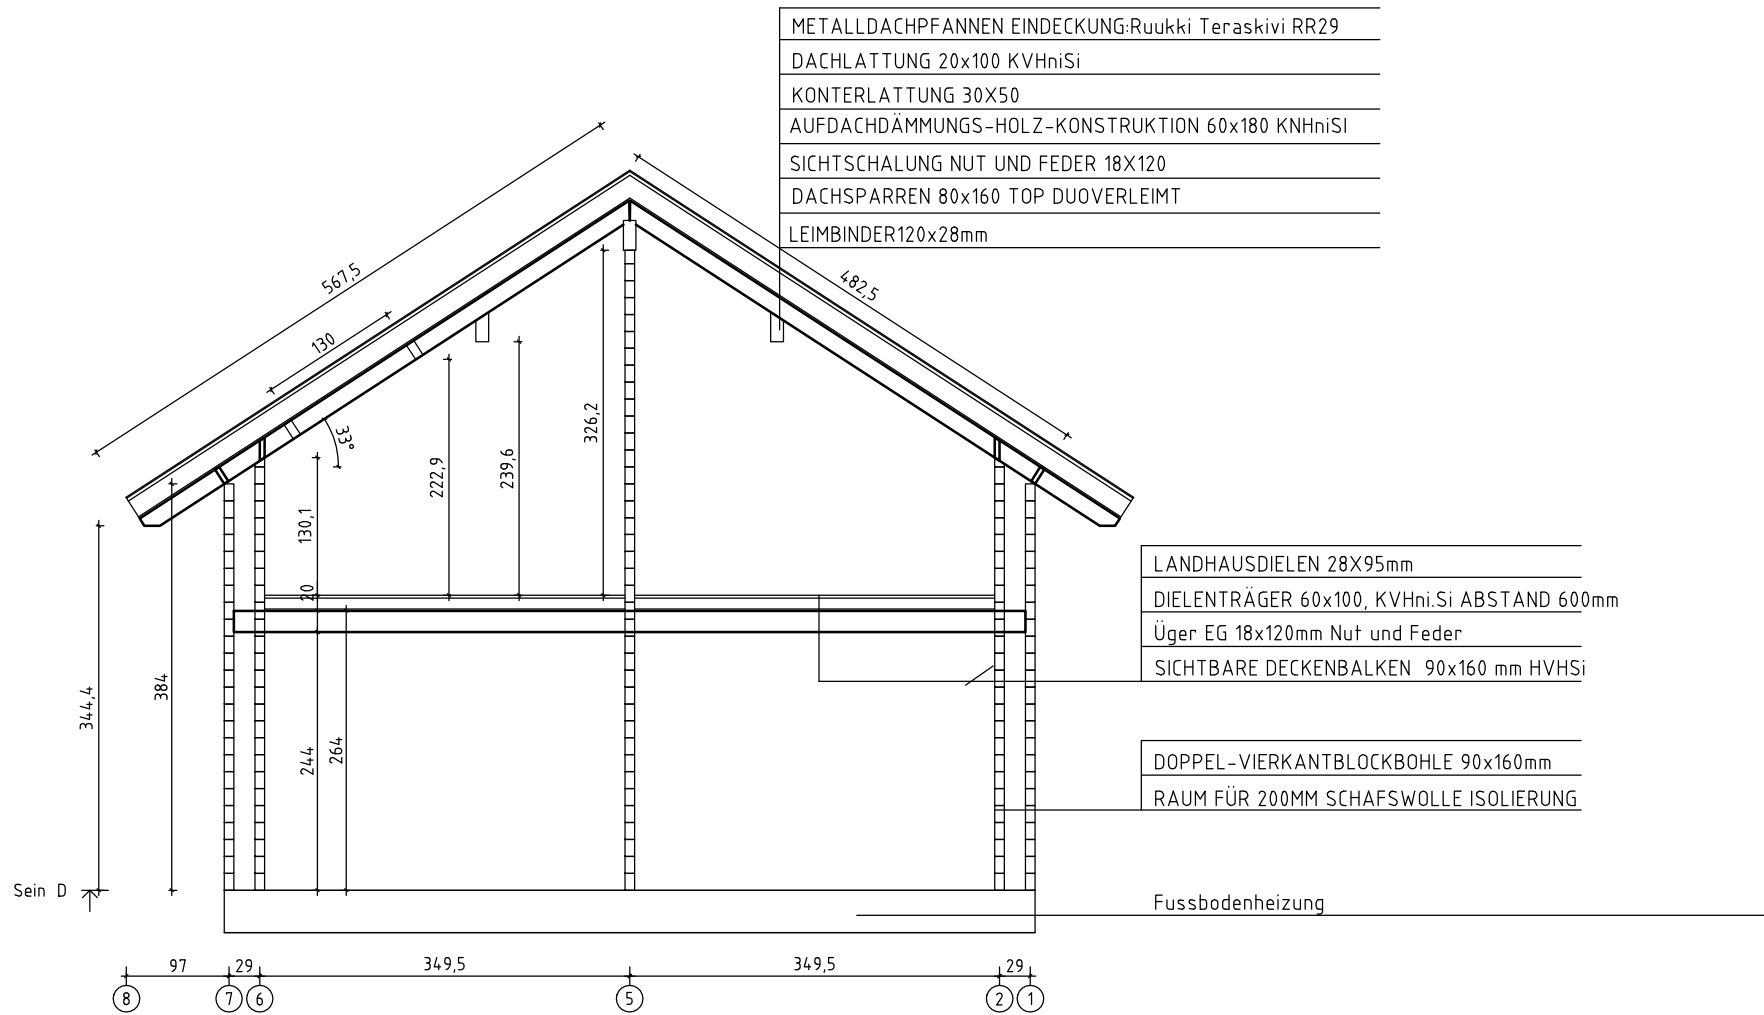 METALLDACHPFANNEN EINDECKUNG:Ruukki Teraskivi RR29
DACHLATTUNG 20x100 KVHniSi
KONTERLATTUNG 30X50
AUFDACHDÄMMUNGS-HOLZ-KONSTRUKTION 60x180 KNHniSI
SICHTSCHALUNG NUT UND FEDER 18X120
DACHSPARREN 80x160 TOP DUOVERLEIMT
LEIMBINDER120x28mm
567,5
482,5
130
33°
326,2
239,6
222,9
130,1
20
384
344,4
244
264
LANDHAUSDIELEN 28X95mm
DIELENTRÄGER 60x100, KVHni.Si ABSTAND 600mm
Üger EG 18x120mm Nut und Feder
SICHTBARE DECKENBALKEN 90x160 mm HVHSi
DOPPEL-VIERKANTBLOCKBOHLE 90x160mm
RAUM FÜR 200MM SCHAFSWOLLE ISOLIERUNG
Sein D
Fussbodenheizung
97 29 349,5 349,5 29
8 7 6 5 2 1